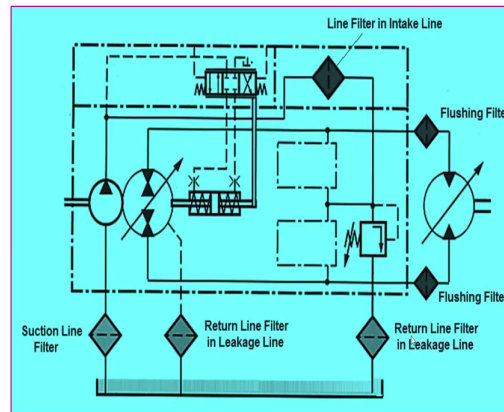 Line Filter in Intake Line
Flushing Filte
Suction Line
Filter
Return Line Filter
in Leakage Line
Return Line Filter
in Leakage Line
Flushing Filte